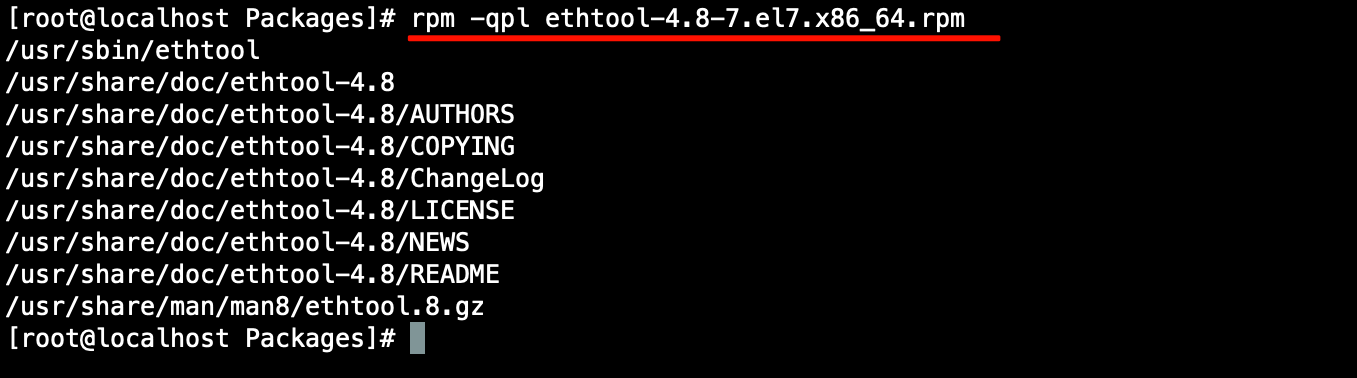 [root@localhost Packages]# rpm -qpl ethtool-4.8-7.el7.x86_64.rpm
/usr/sbin/ethtool
/usr/share/doc/ethtool-4.8
/usr/share/doc/ethtool-4.8/AUTHORS
/usr/share/doc/ethtool-4.8/COPYING
/usr/share/doc/ethtool-4.8/ChangeLog
/usr/share/doc/ethtool-4.8/LICENSE
/usr/share/doc/ethtool-4.8/NEWS
/usr/share/doc/ethtool-4.8/README
/usr/share/man/man8/ethtool.8.gz
[root@localhost Packages]#